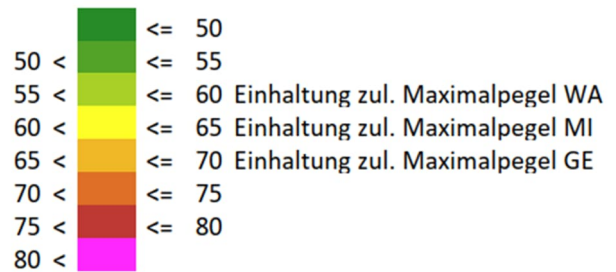 <= 50
50 < <= 55
55 < <= 60 Einhaltung zul. Maximalpegel WA
60 < <= 65 Einhaltung zul. Maximalpegel MI
65 < <= 70 Einhaltung zul. Maximalpegel GE
70 < <= 75
75 < <= 80
80 <